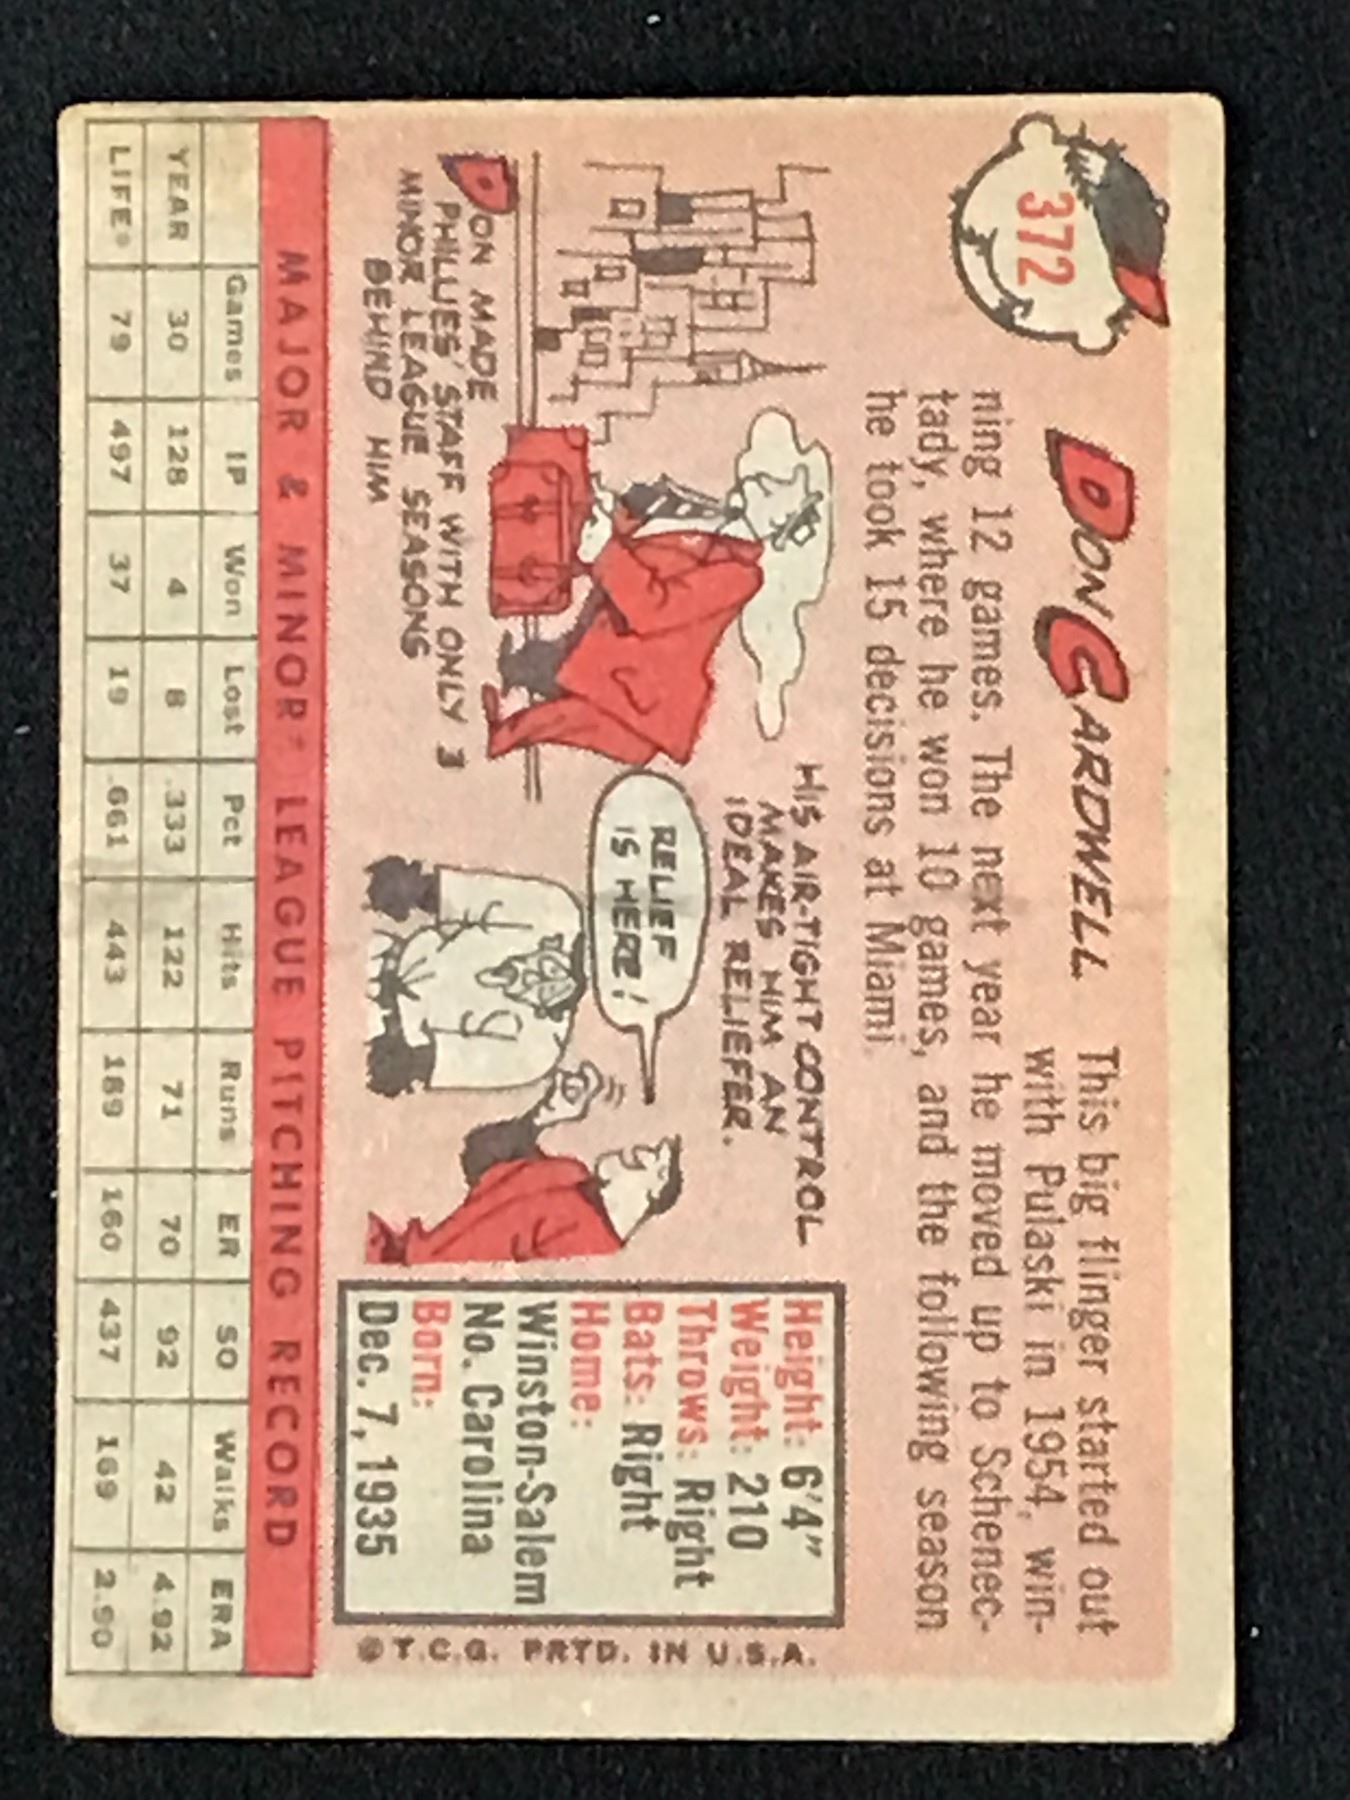 372
DON CARDWELL
This big flinger started out
with Pulaski in 1954, win-
ning 12 games. The next year he moved up to Schenec-
tady, where he won 10 games, and the following season
he took 15 decisions at Miami.
DON MADE
PHILLIES' STAFF WITH ONLY 3
MINOR LEAGUE SEASONS
BEHIND HIM
HIS AIR-TIGHT CONTROL
MAKES HIM AN
IDEAL RELIEFER.
RELIEF
IS HERE!
Height: 6'4"
Weight: 210
Throws: Right
Bats: Right
Home:
Winston-Salem
No. Carolina
Born:
Dec. 7, 1935
©T.C.G. PRTD. IN U.S.A.
MAJOR & MINOR* LEAGUE PITCHING RECORD
Games IP Won Lost Pct Hits Runs ER SO Walks ERA
YEAR 30 128 4 8 .333 122 71 70 92 42 4.92
LIFE* 79 497 37 19 .661 443 189 160 437 169 2.90